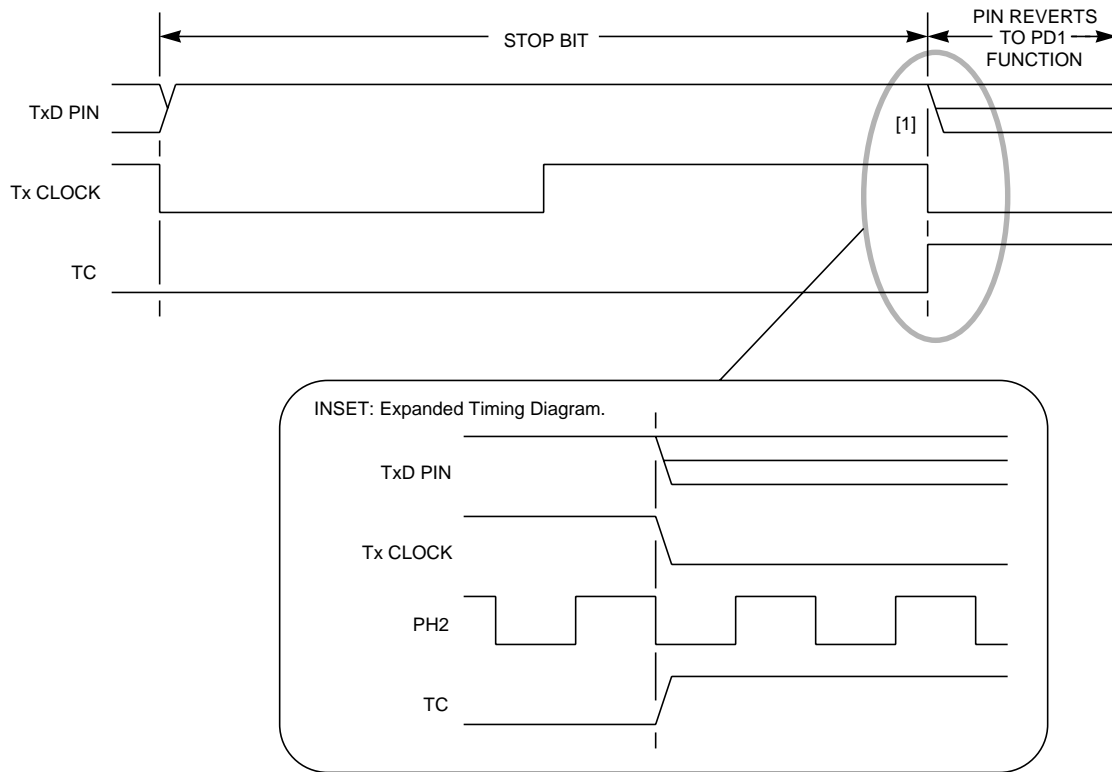 PIN REVERTS
TO PD1
FUNCTION
STOP BIT
TxD PIN
[1]
Tx CLOCK
TC
INSET: Expanded Timing Diagram.
TxD PIN
Tx CLOCK
PH2
TC